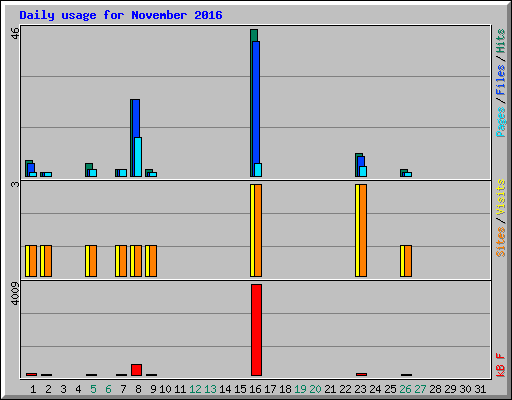 Daily usage for November 2016
46
3
4009
Pages / Files / Hits
Sites / Visits
kB F
1 2 3 4 5 6 7 8 9 10 11 12 13 14 15 16 17 18 19 20 21 22 23 24 25 26 27 28 29 30 31